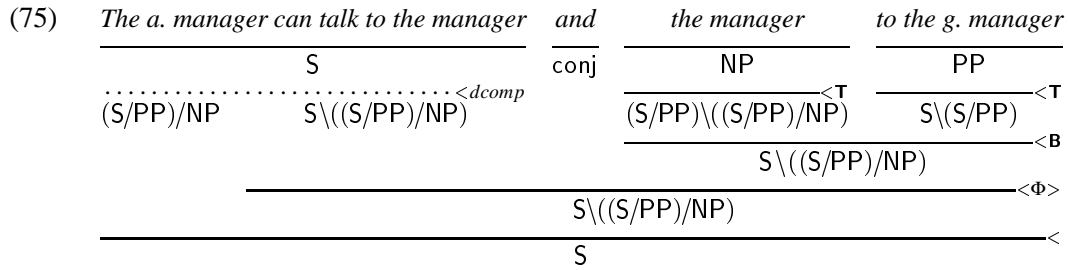 (75) The a. manager can talk to the manager and the manager to the g. manager
S conj NP PP
<dcomp <T <T
(S/PP)/NP S\((S/PP)/NP) (S/PP)\((S/PP)/NP) S\(S/PP)
<B
S\((S/PP)/NP)
<Φ>
S\((S/PP)/NP)
<
S